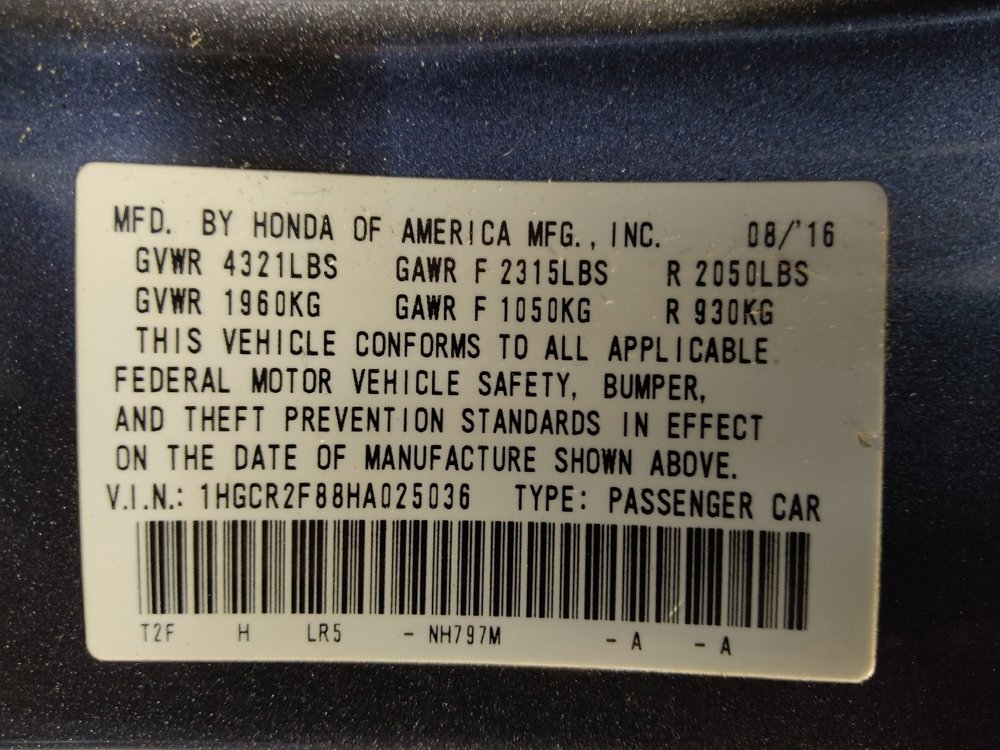 MFD. BY HONDA OF AMERICA MFG., INC. 08/'16
GVWR 4321LBS GAWR F 2315LBS R 2050LBS
GVWR 1960KG GAWR F 1050KG R 930KG
THIS VEHICLE CONFORMS TO ALL APPLICABLE
FEDERAL MOTOR VEHICLE SAFETY, BUMPER,
AND THEFT PREVENTION STANDARDS IN EFFECT
ON THE DATE OF MANUFACTURE SHOWN ABOVE.
V.I.N.: 1HGCR2F88HA025036 TYPE: PASSENGER CAR
T2F H LR5 - NH797M - A - A